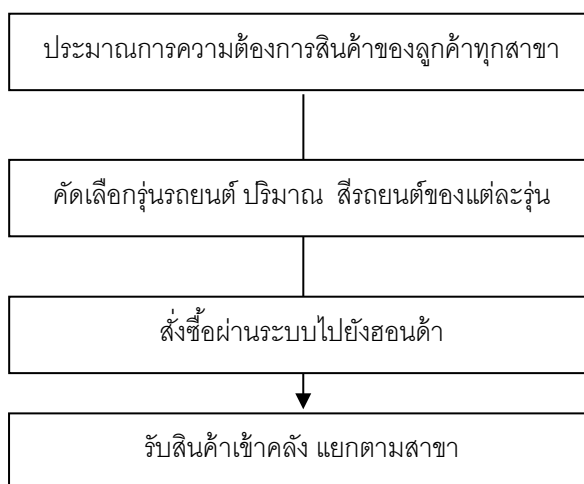 ประมาณการความต้องการสินค้าของลูกค้าทุกสาขา
คัดเลือกรุ่นรถยนต์ ปริมาณ สีรถยนต์ของแต่ละรุ่น
สั่งซื้อผ่านระบบไปยังฮอนด้า
รับสินค้าเข้าคลัง แยกตามสาขา